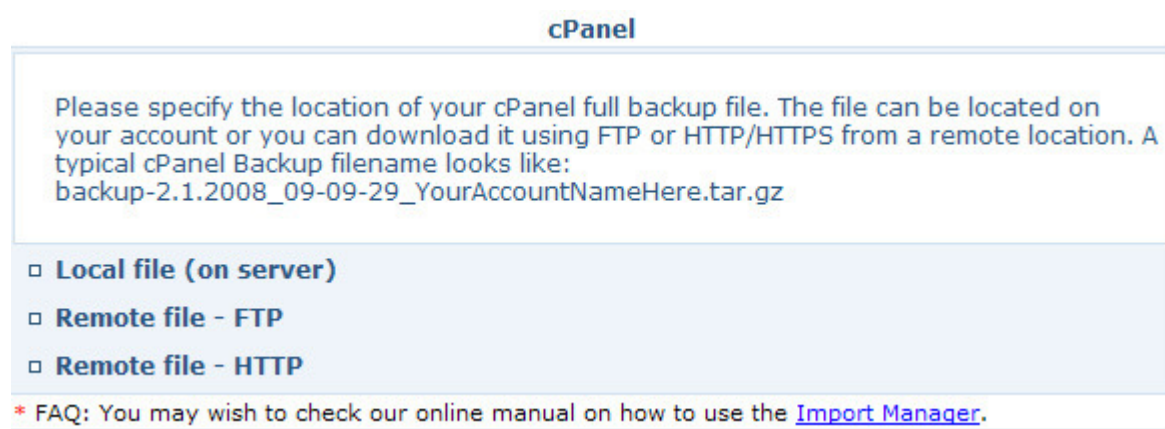 cPanel
Please specify the location of your cPanel full backup file. The file can be located on
your account or you can download it using FTP or HTTP/HTTPS from a remote location. A
typical cPanel Backup filename looks like:
backup-2.1.2008_09-09-29_YourAccountNameHere.tar.gz
Local file (on server)
Remote file - FTP
Remote file - HTTP
* FAQ: You may wish to check our online manual on how to use the Import Manager.